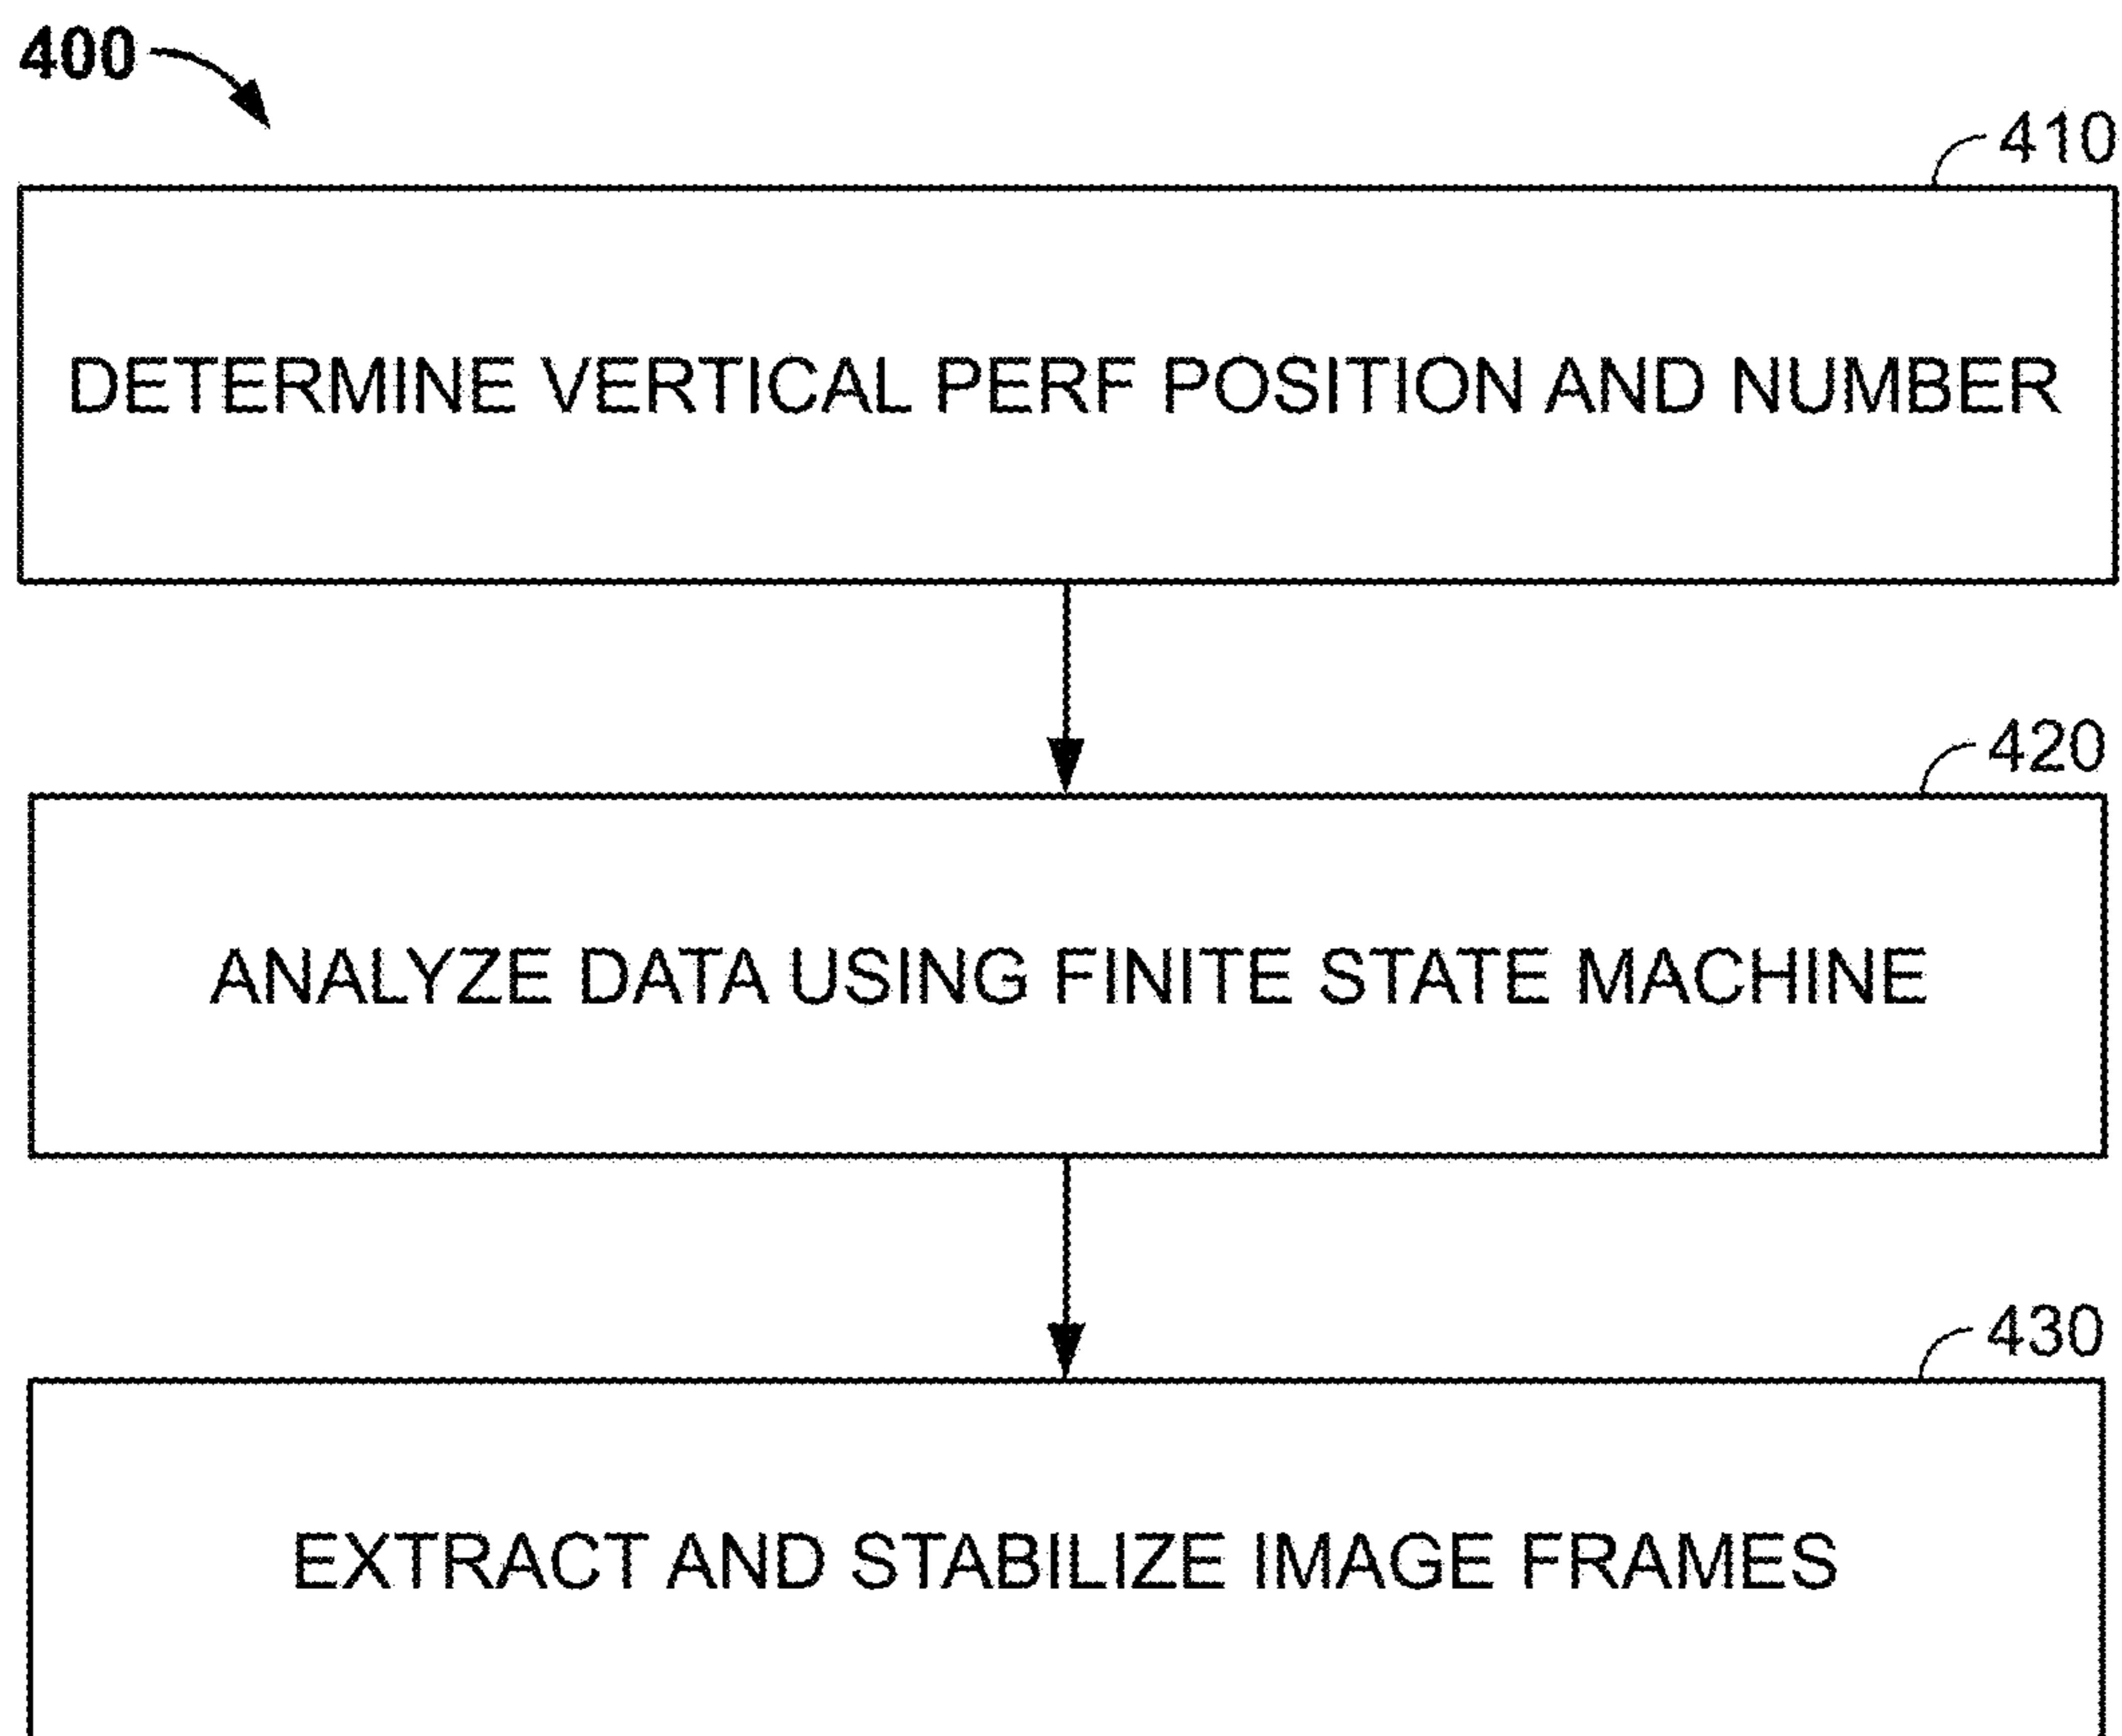 400
410
DETERMINE VERTICAL PERF POSITION AND NUMBER
420
ANALYZE DATA USING FINITE STATE MACHINE
430
EXTRACT AND STABILIZE IMAGE FRAMES